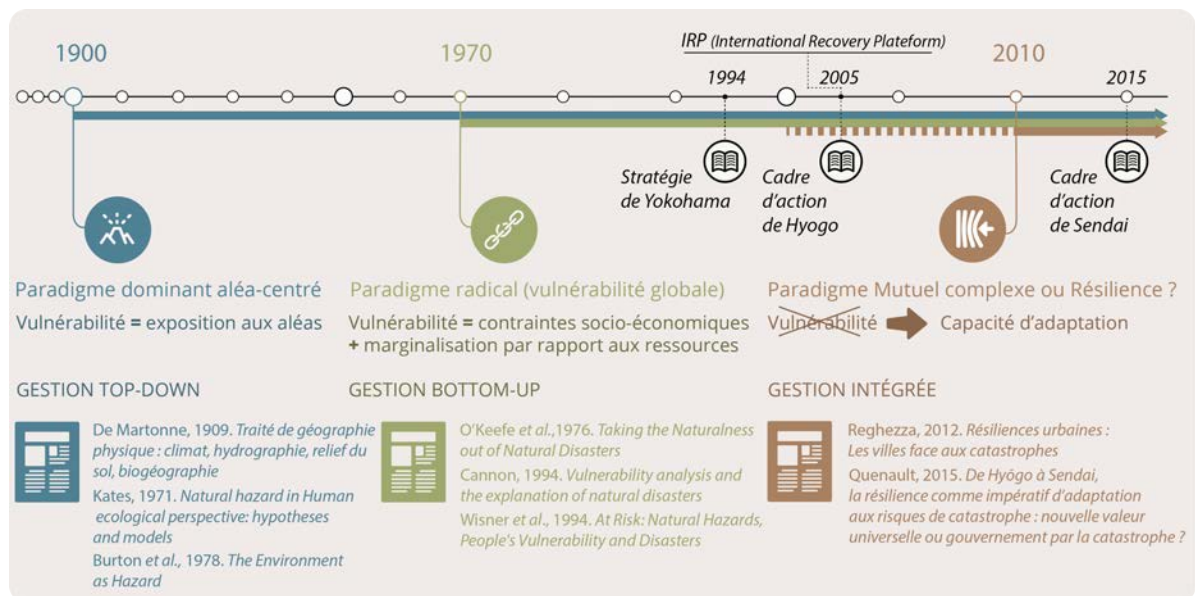 1900
1970
IRP (International Recovery Plateform)
2010
1994
2005
2015
Stratégie
de Yokohama
Cadre
d'action
de Hyogo
Cadre
d'action
de Sendai
Paradigme dominant aléa-centré
Vulnérabilité = exposition aux aléas
GESTION TOP-DOWN
De Martonne, 1909. Traité de géographie
physique : climat, hydrographie, relief du
sol, biogéographie
Kates, 1971. Natural hazard in Human
ecological perspective: hypotheses
and models
Burton et al., 1978. The Environment
as Hazard
Paradigme radical (vulnérabilité globale)
Vulnérabilité = contraintes socio-économiques
+ marginalisation par rapport aux ressources
GESTION BOTTOM-UP
O'Keefe et al.,1976. Taking the Naturalness
out of Natural Disasters
Cannon, 1994. Vulnerability analysis and
the explanation of natural disasters
Wisner et al., 1994. At Risk: Natural Hazards,
People's Vulnerability and Disasters
Paradigme Mutuel complexe ou Résilience ?
Vulnérabilité Capacité d'adaptation
GESTION INTÉGRÉE
Reghezza, 2012. Résiliences urbaines :
Les villes face aux catastrophes
Quenault, 2015. De Hyōgo à Sendai,
la résilience comme impératif d'adaptation
aux risques de catastrophe : nouvelle valeur
universelle ou gouvernement par la catastrophe ?